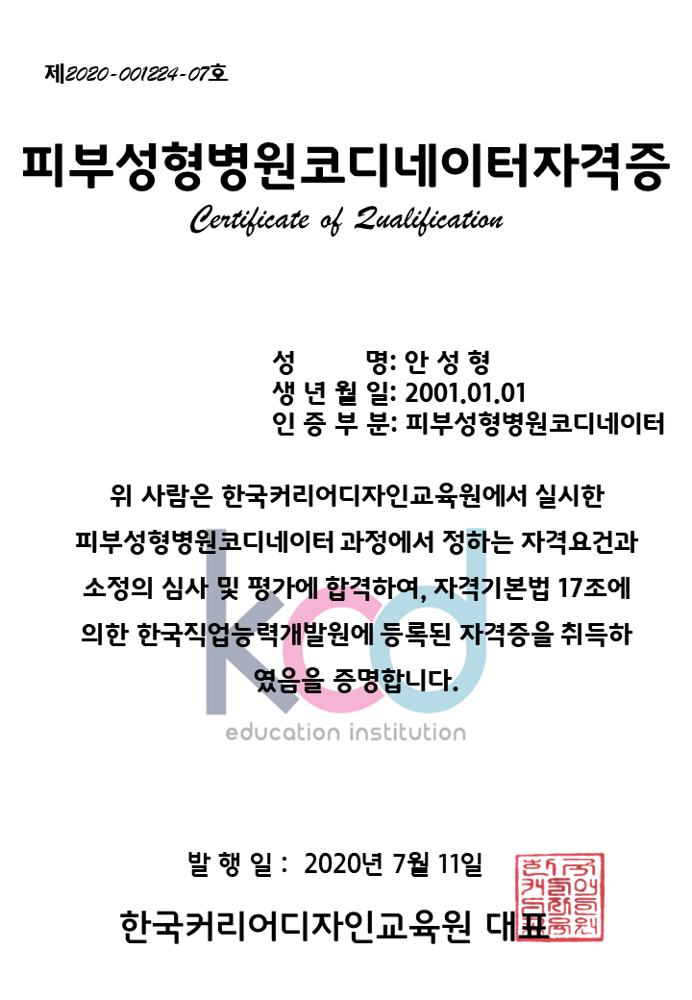 제2020-001224-07호
피부성형병원코디네이터자격증
Certificate of Qualification
성 명: 안 성 형
생 년 월 일: 2001.01.01
인 증 부 분: 피부성형병원코디네이터
위 사람은 한국커리어디자인교육원에서 실시한
피부성형병원코디네이터 과정에서 정하는 자격요건과
소정의 심사 및 평가에 합격하여, 자격기본법 17조에
의한 한국직업능력개발원에 등록된 자격증을 취득하
였음을 증명합니다.
kcd
education institution
발 행 일 : 2020년 7월 11일
한국커리어디자인교육원 대표